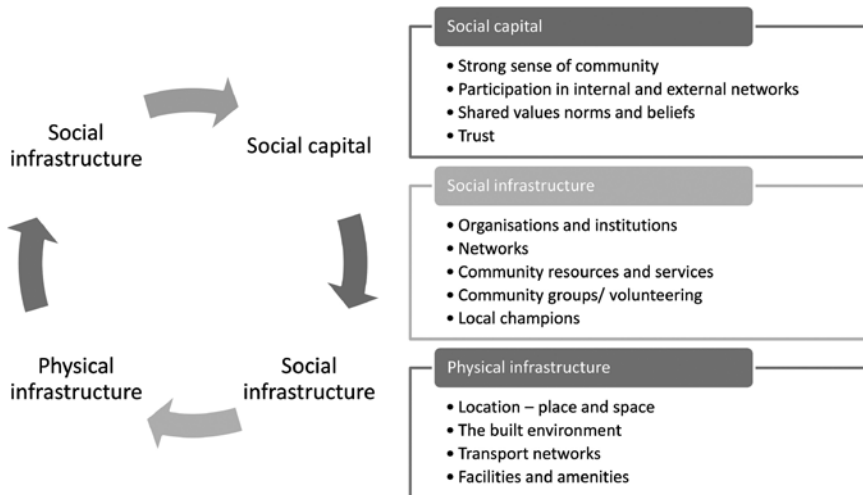 Social
infrastructure
Social capital
Physical
infrastructure
Social
infrastructure
Social capital
• Strong sense of community
• Participation in internal and external networks
• Shared values norms and beliefs
• Trust
Social infrastructure
• Organisations and institutions
• Networks
• Community resources and services
• Community groups/ volunteering
• Local champions
Physical infrastructure
• Location – place and space
• The built environment
• Transport networks
• Facilities and amenities